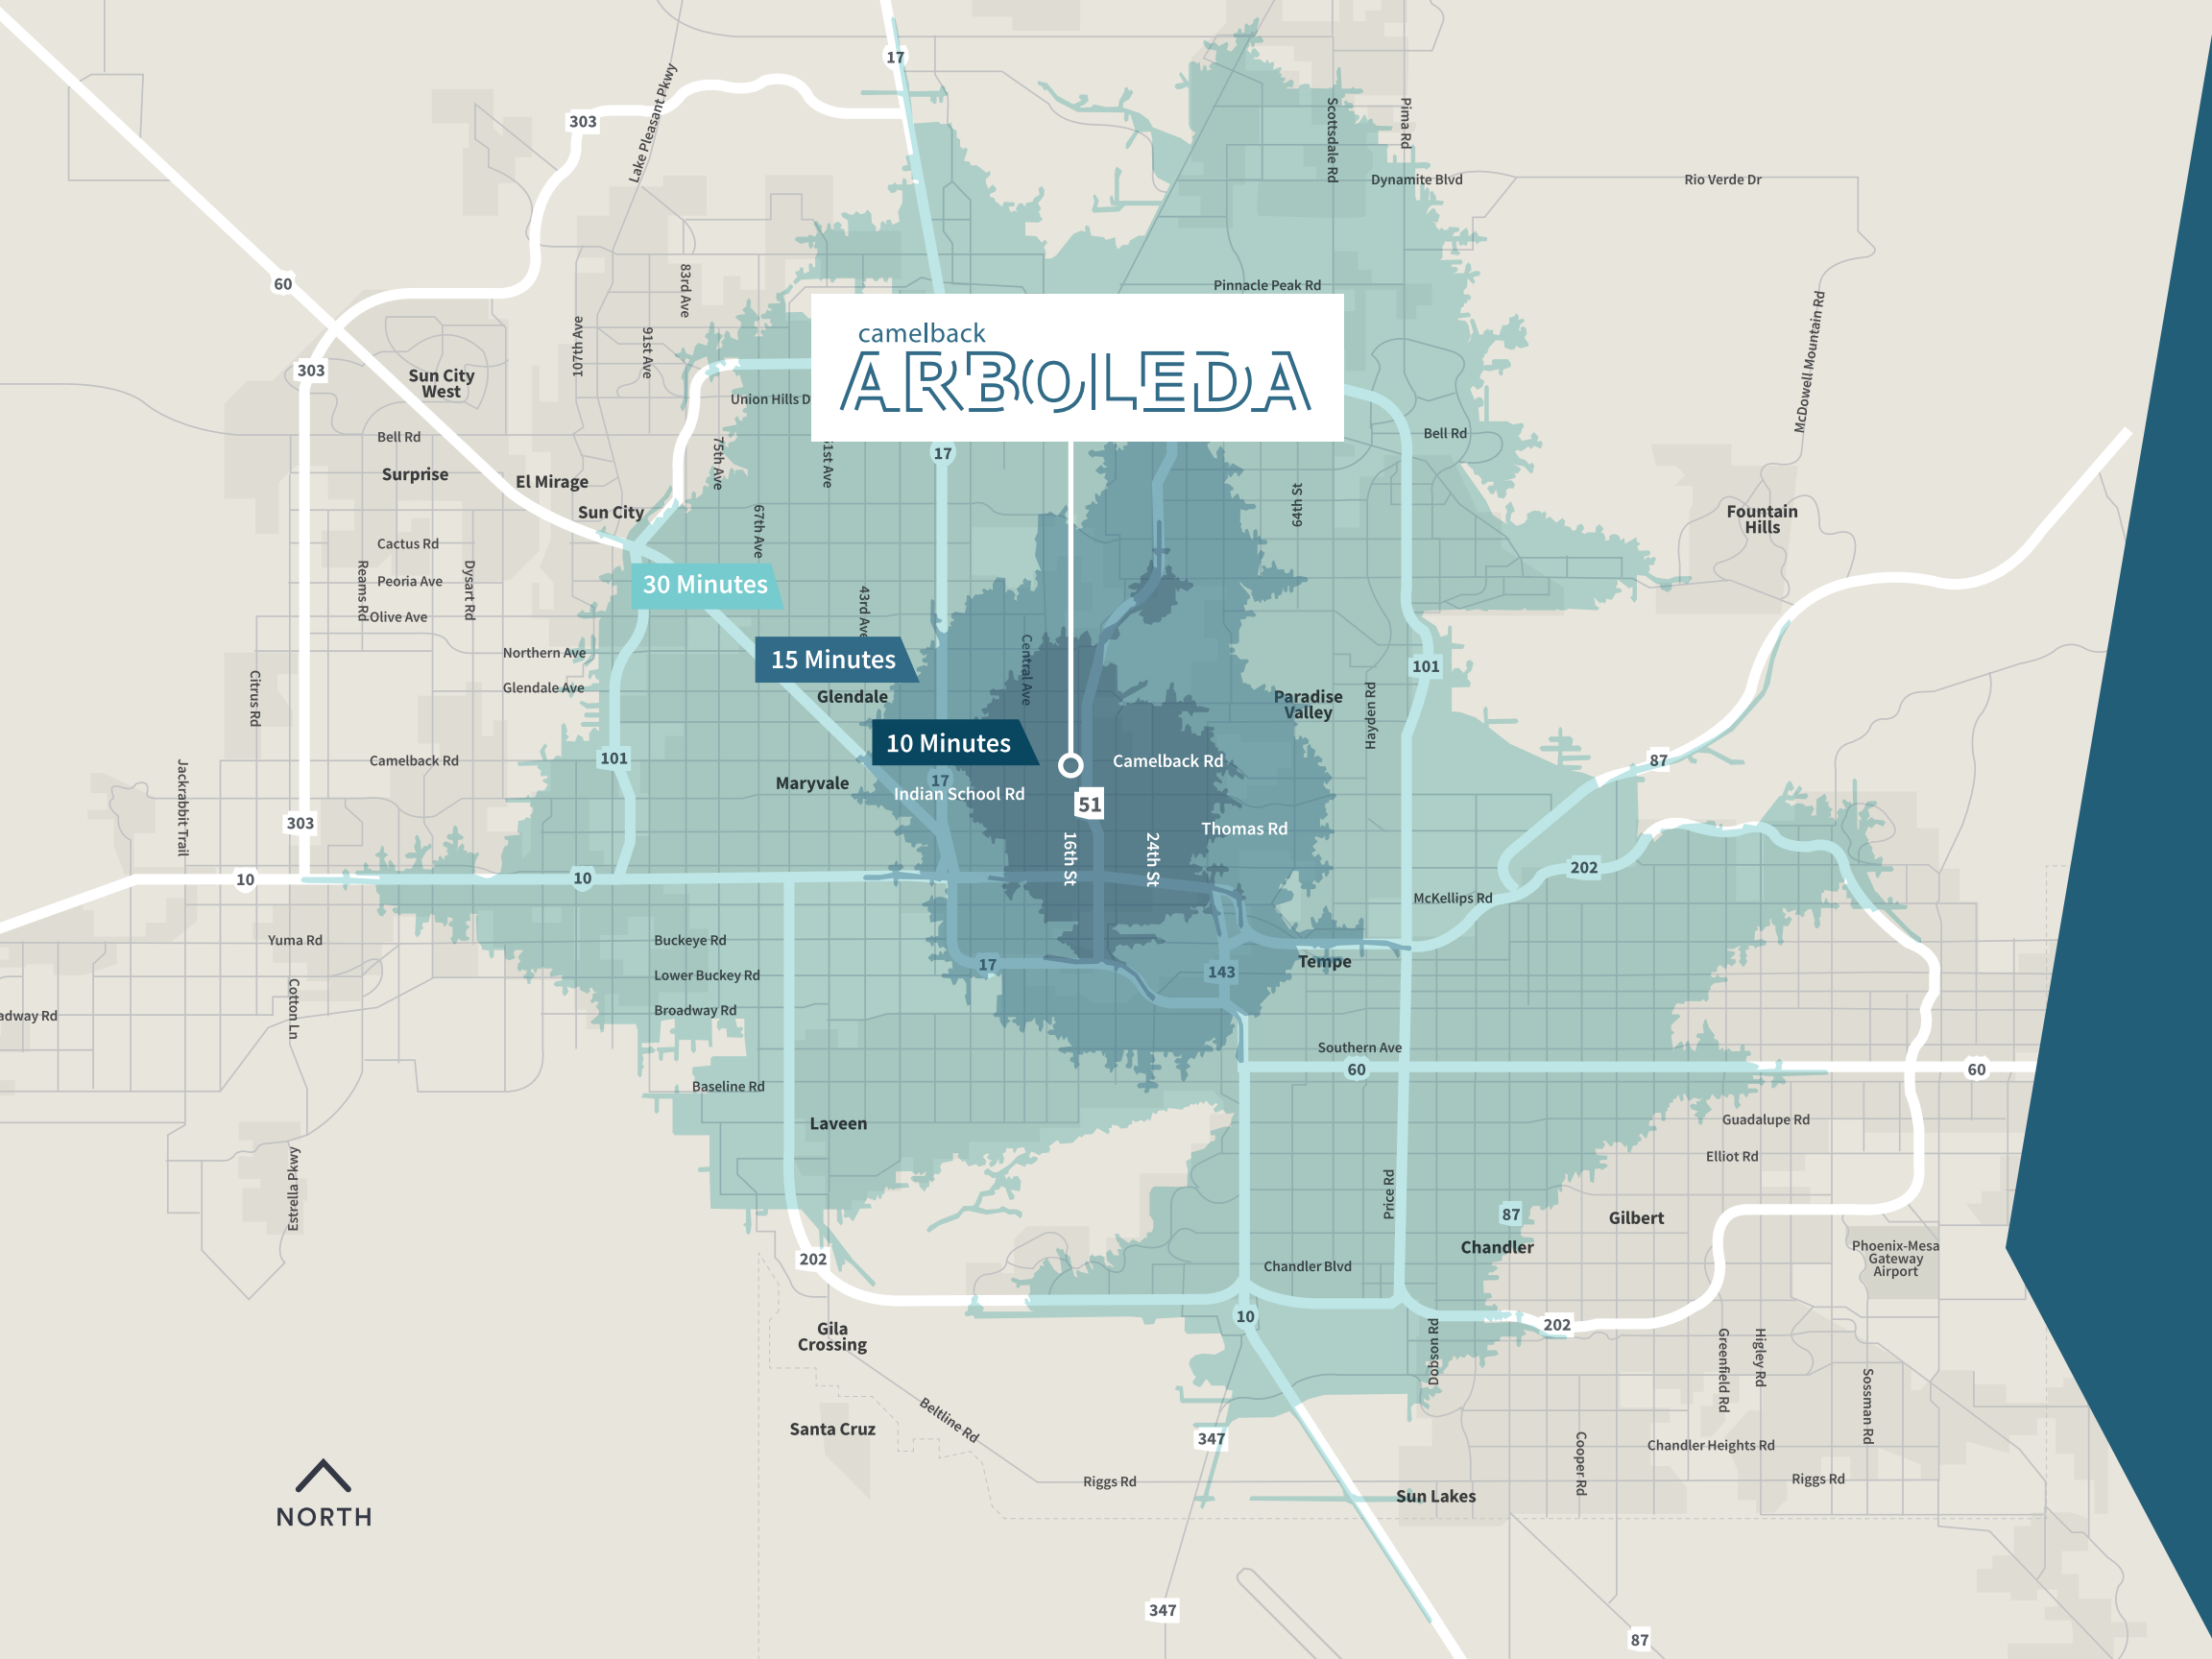 17
303
Lake Pleasant Pkwy
Scottsdale Rd
Pima Rd
Dynamite Blvd
Rio Verde Dr
60
83rd Ave
Pinnacle Peak Rd
McDowell Mountain Rd
camelback
ARBOLEDA
107th Ave
91st Ave
303
Sun City
West
Union Hills D
Bell Rd
Bell Rd
17
75th Ave
51st Ave
Surprise
El Mirage
Sun City
67th Ave
64th St
Fountain
Hills
Cactus Rd
Reams Rd
Peoria Ave
Dysart Rd
Olive Ave
30 Minutes
43rd Ave
Northern Ave
15 Minutes
Central Ave
101
Glendale Ave
Citrus Rd
Glendale
Paradise
Valley
Hayden Rd
10 Minutes
Camelback Rd
101
Camelback Rd
87
Jackrabbit Trail
Maryvale
17
Indian School Rd
51
303
Thomas Rd
16th St
24th St
202
10
10
McKellips Rd
Yuma Rd
Buckeye Rd
17
143
Tempe
Lower Buckey Rd
Cotton Ln
adway Rd
Broadway Rd
Southern Ave
60
60
Baseline Rd
Laveen
Guadalupe Rd
Elliot Rd
Estrella Pkwy
Price Rd
87
Gilbert
Chandler
Phoenix-Mesa
Gateway
Airport
202
Chandler Blvd
10
202
Gila
Crossing
Dobson Rd
Greenfield Rd
Higley Rd
Sossman Rd
Santa Cruz
Beltline Rd
347
Cooper Rd
Chandler Heights Rd
Riggs Rd
Riggs Rd
Sun Lakes
NORTH
347
87